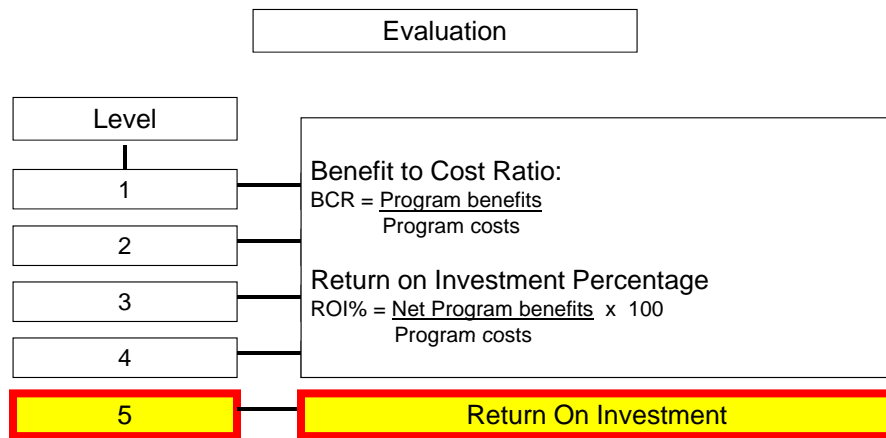 Evaluation
Level
1
2
3
4
5
Benefit to Cost Ratio:
BCR = Program benefits
Program costs
Return on Investment Percentage
ROI% = Net Program benefits x 100
Program costs
Return On Investment